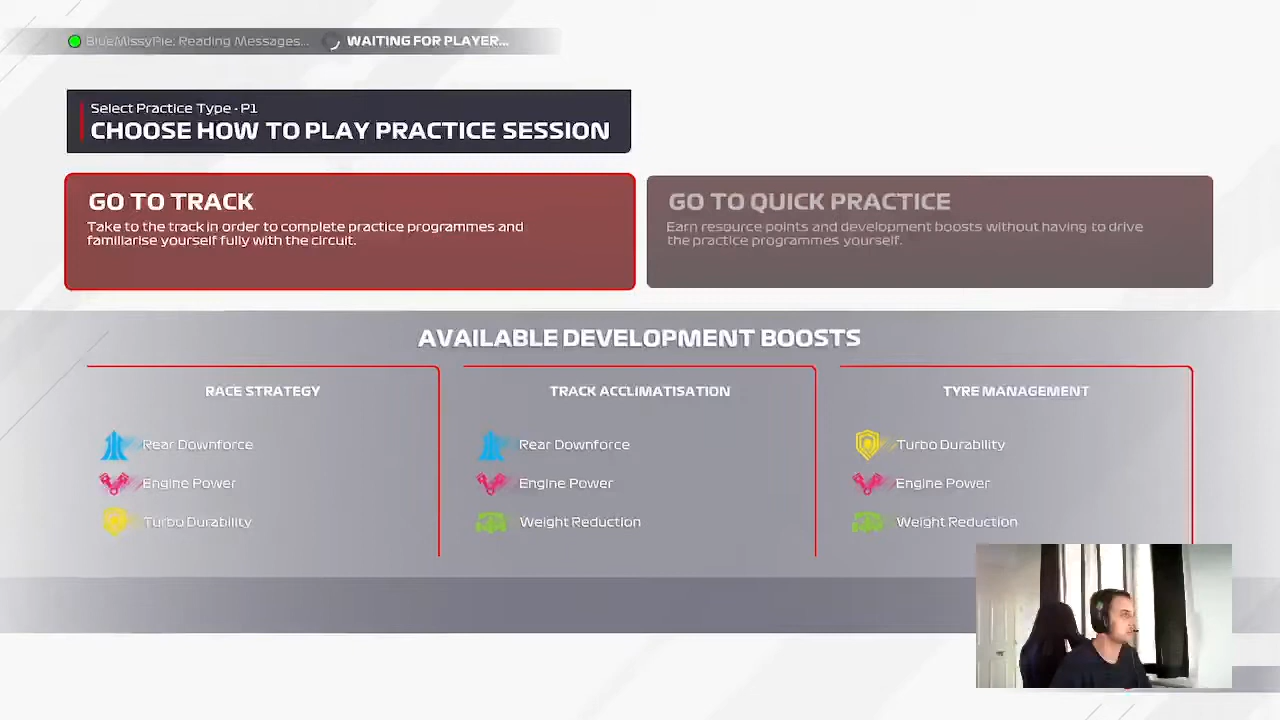 BlueMissyPie: Reading Messages...
WAITING FOR PLAYER...
Select Practice Type - P1
CHOOSE HOW TO PLAY PRACTICE SESSION
GO TO TRACK
Take to the track in order to complete practice programmes and
familiarise yourself fully with the circuit.
GO TO QUICK PRACTICE
Earn resource points and development boosts without having to drive
the practice programmes yourself.
AVAILABLE DEVELOPMENT BOOSTS
RACE STRATEGY
Rear Downforce
Engine Power
Turbo Durability
TRACK ACCLIMATISATION
Rear Downforce
Engine Power
Weight Reduction
TYRE MANAGEMENT
Turbo Durability
Engine Power
Weight Reduction